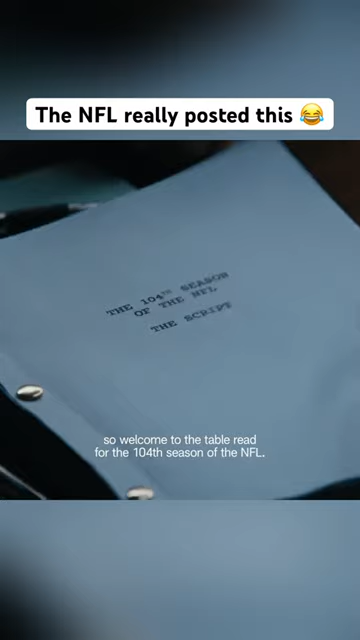 The NFL really posted this 😂
THE 104TH SEASON
OF THE NFL
THE SCRIPT
so welcome to the table read
for the 104th season of the NFL.